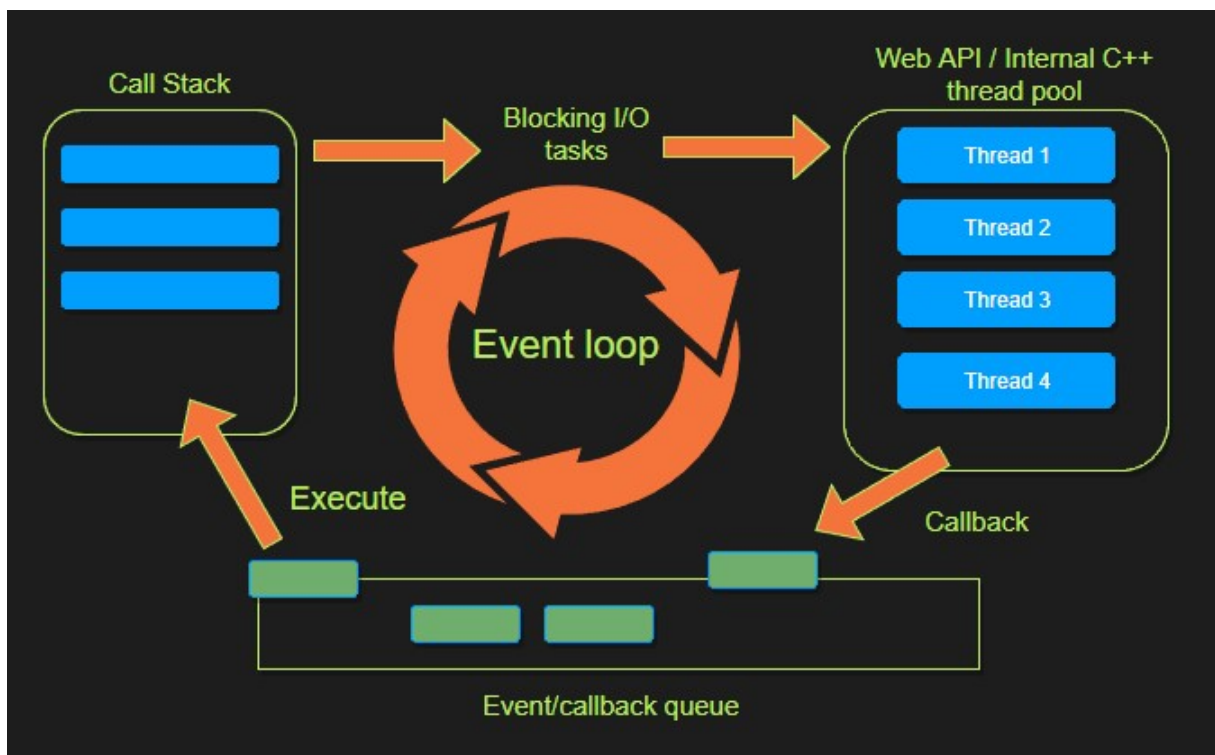 Call Stack
Blocking I/O
tasks
Web API / Internal C++
thread pool
Thread 1
Thread 2
Thread 3
Thread 4
Event loop
Execute
Callback
Event/callback queue